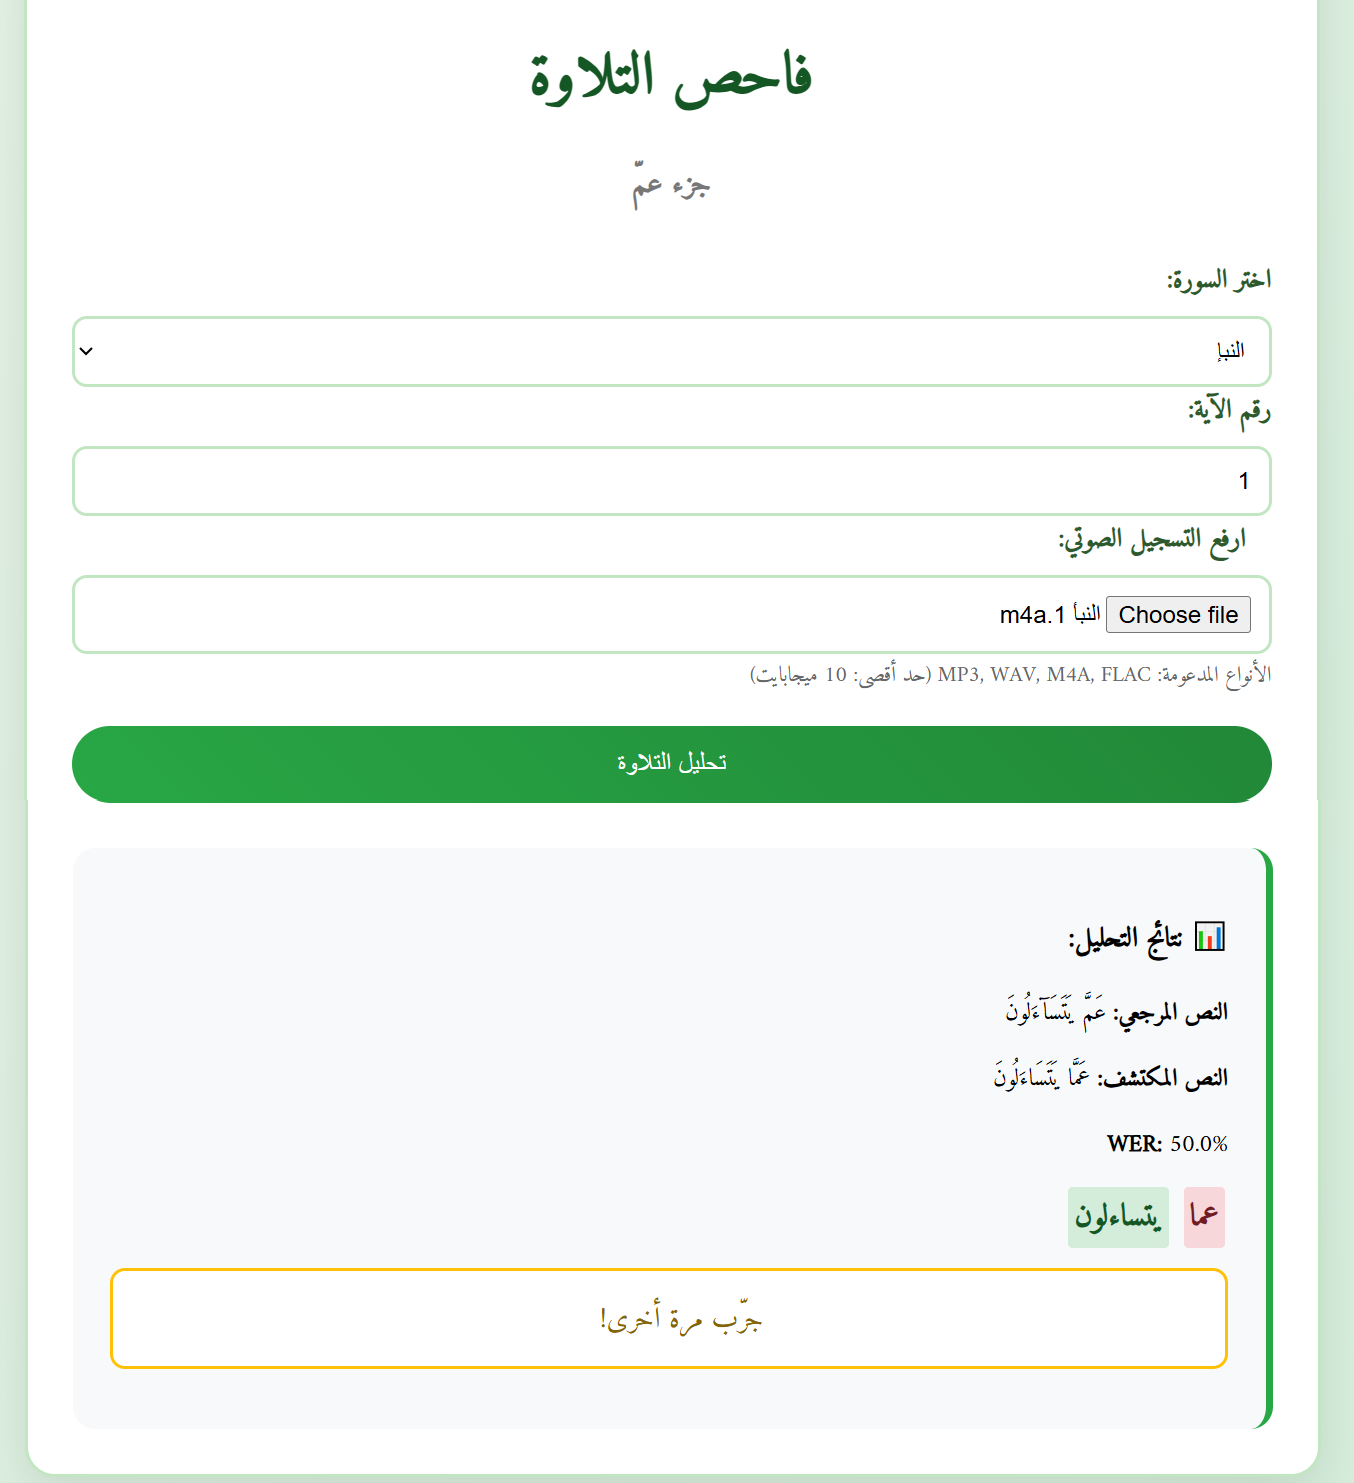 فاحص التلاوة
جزء عمّ
اختر السورة:
النبإ
رقم الآية:
1
ارفع التسجيل الصوتي:
Choose file النبأ 1.m4a
الأنواع المدعومة: MP3, WAV, M4A, FLAC (حد أقصى: 10 ميجابايت)
تحليل التلاوة
📊 نتائج التحليل:
النص المرجعي: عَمَّ يَتَسَآءَلُونَ
النص المكتشف: عَمَّا يَتَسَاءَلُونَ
WER: 50.0%
عما يتساءلون
جرّب مرة أخرى!